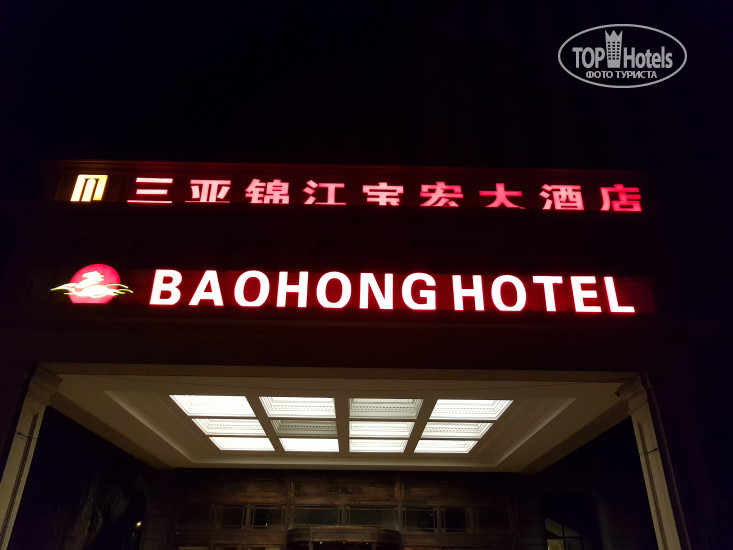 TOP Hotels
ФОТО ТУРИСТА
三亚锦江宝宏大酒店
BAOHONG HOTEL